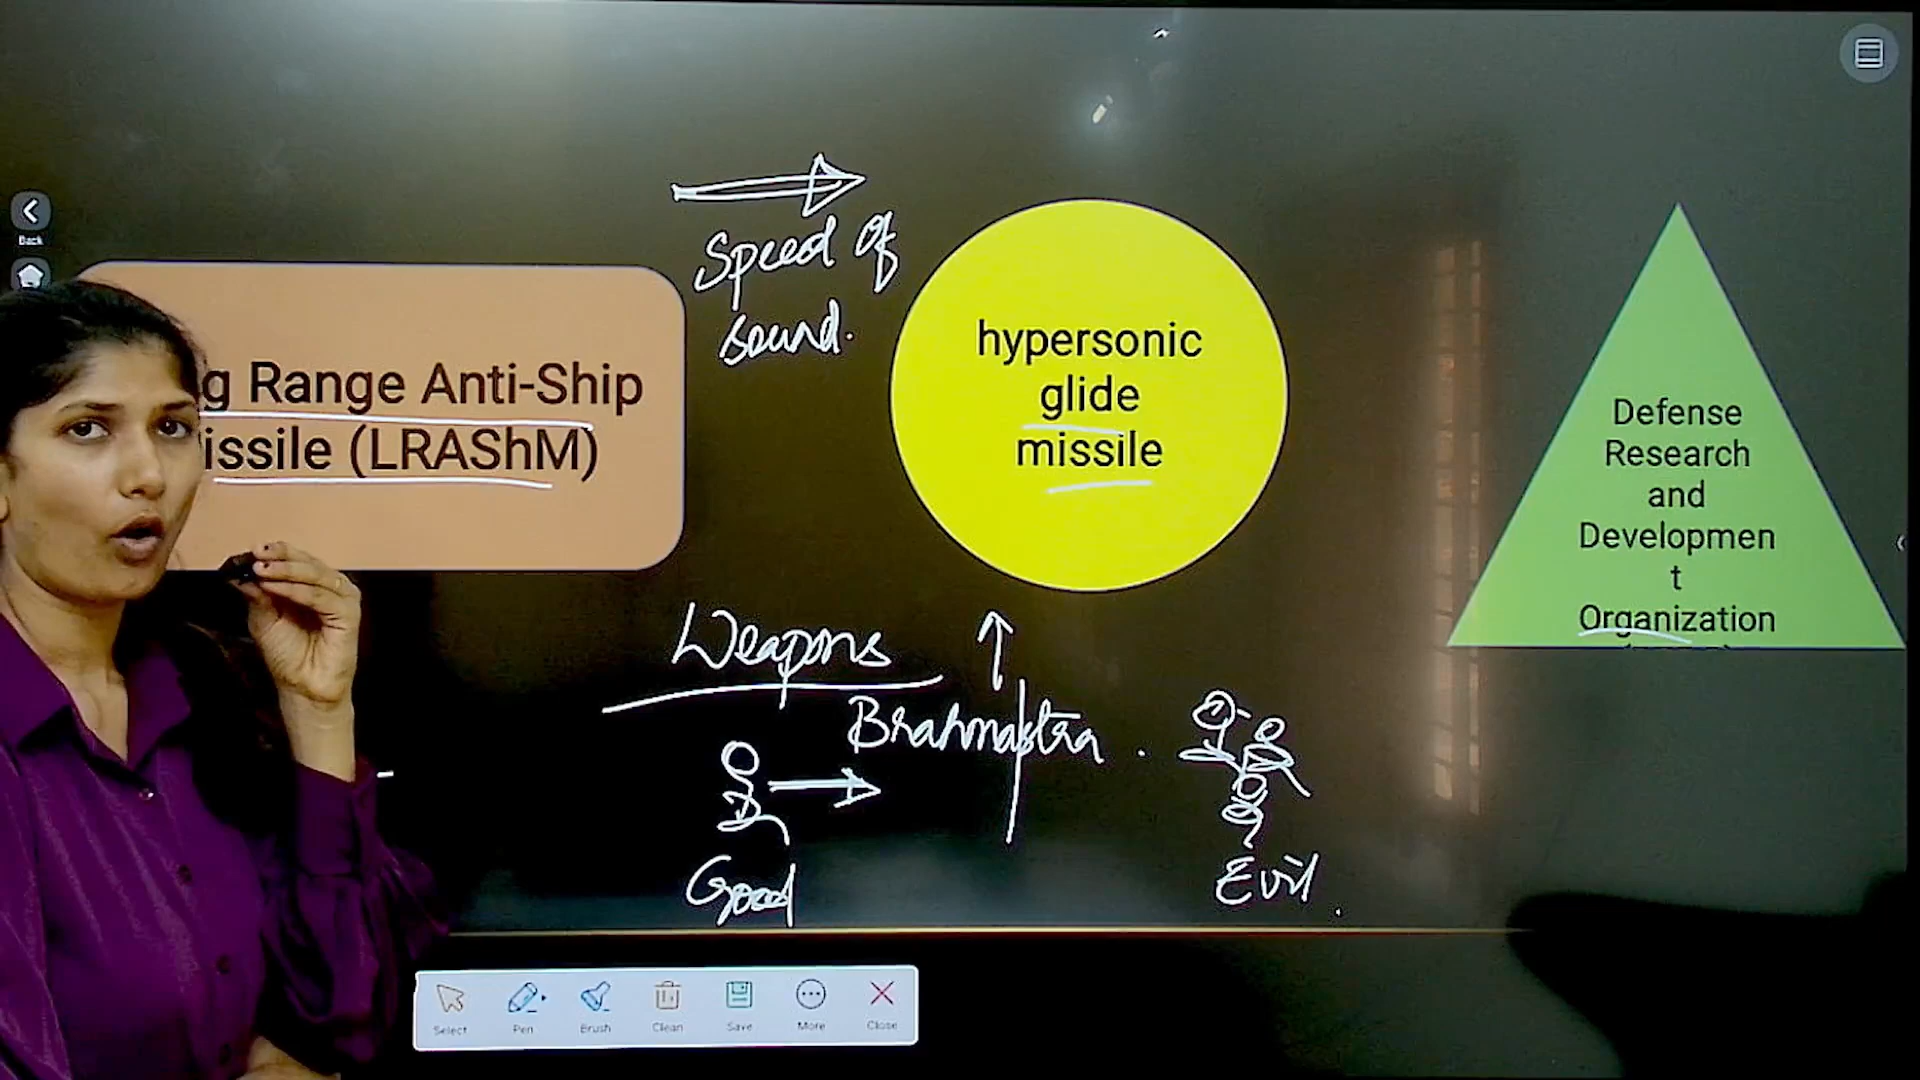 Back
g Range Anti-Ship
issile (LRAShM)
Speed of
sound.
hypersonic
glide
missile
Defense
Research
and
Developmen
t
Organization
Weapons
Brahmastra.
Good
Evil.
Select
Pen
Brush
Clean
Save
More
Close